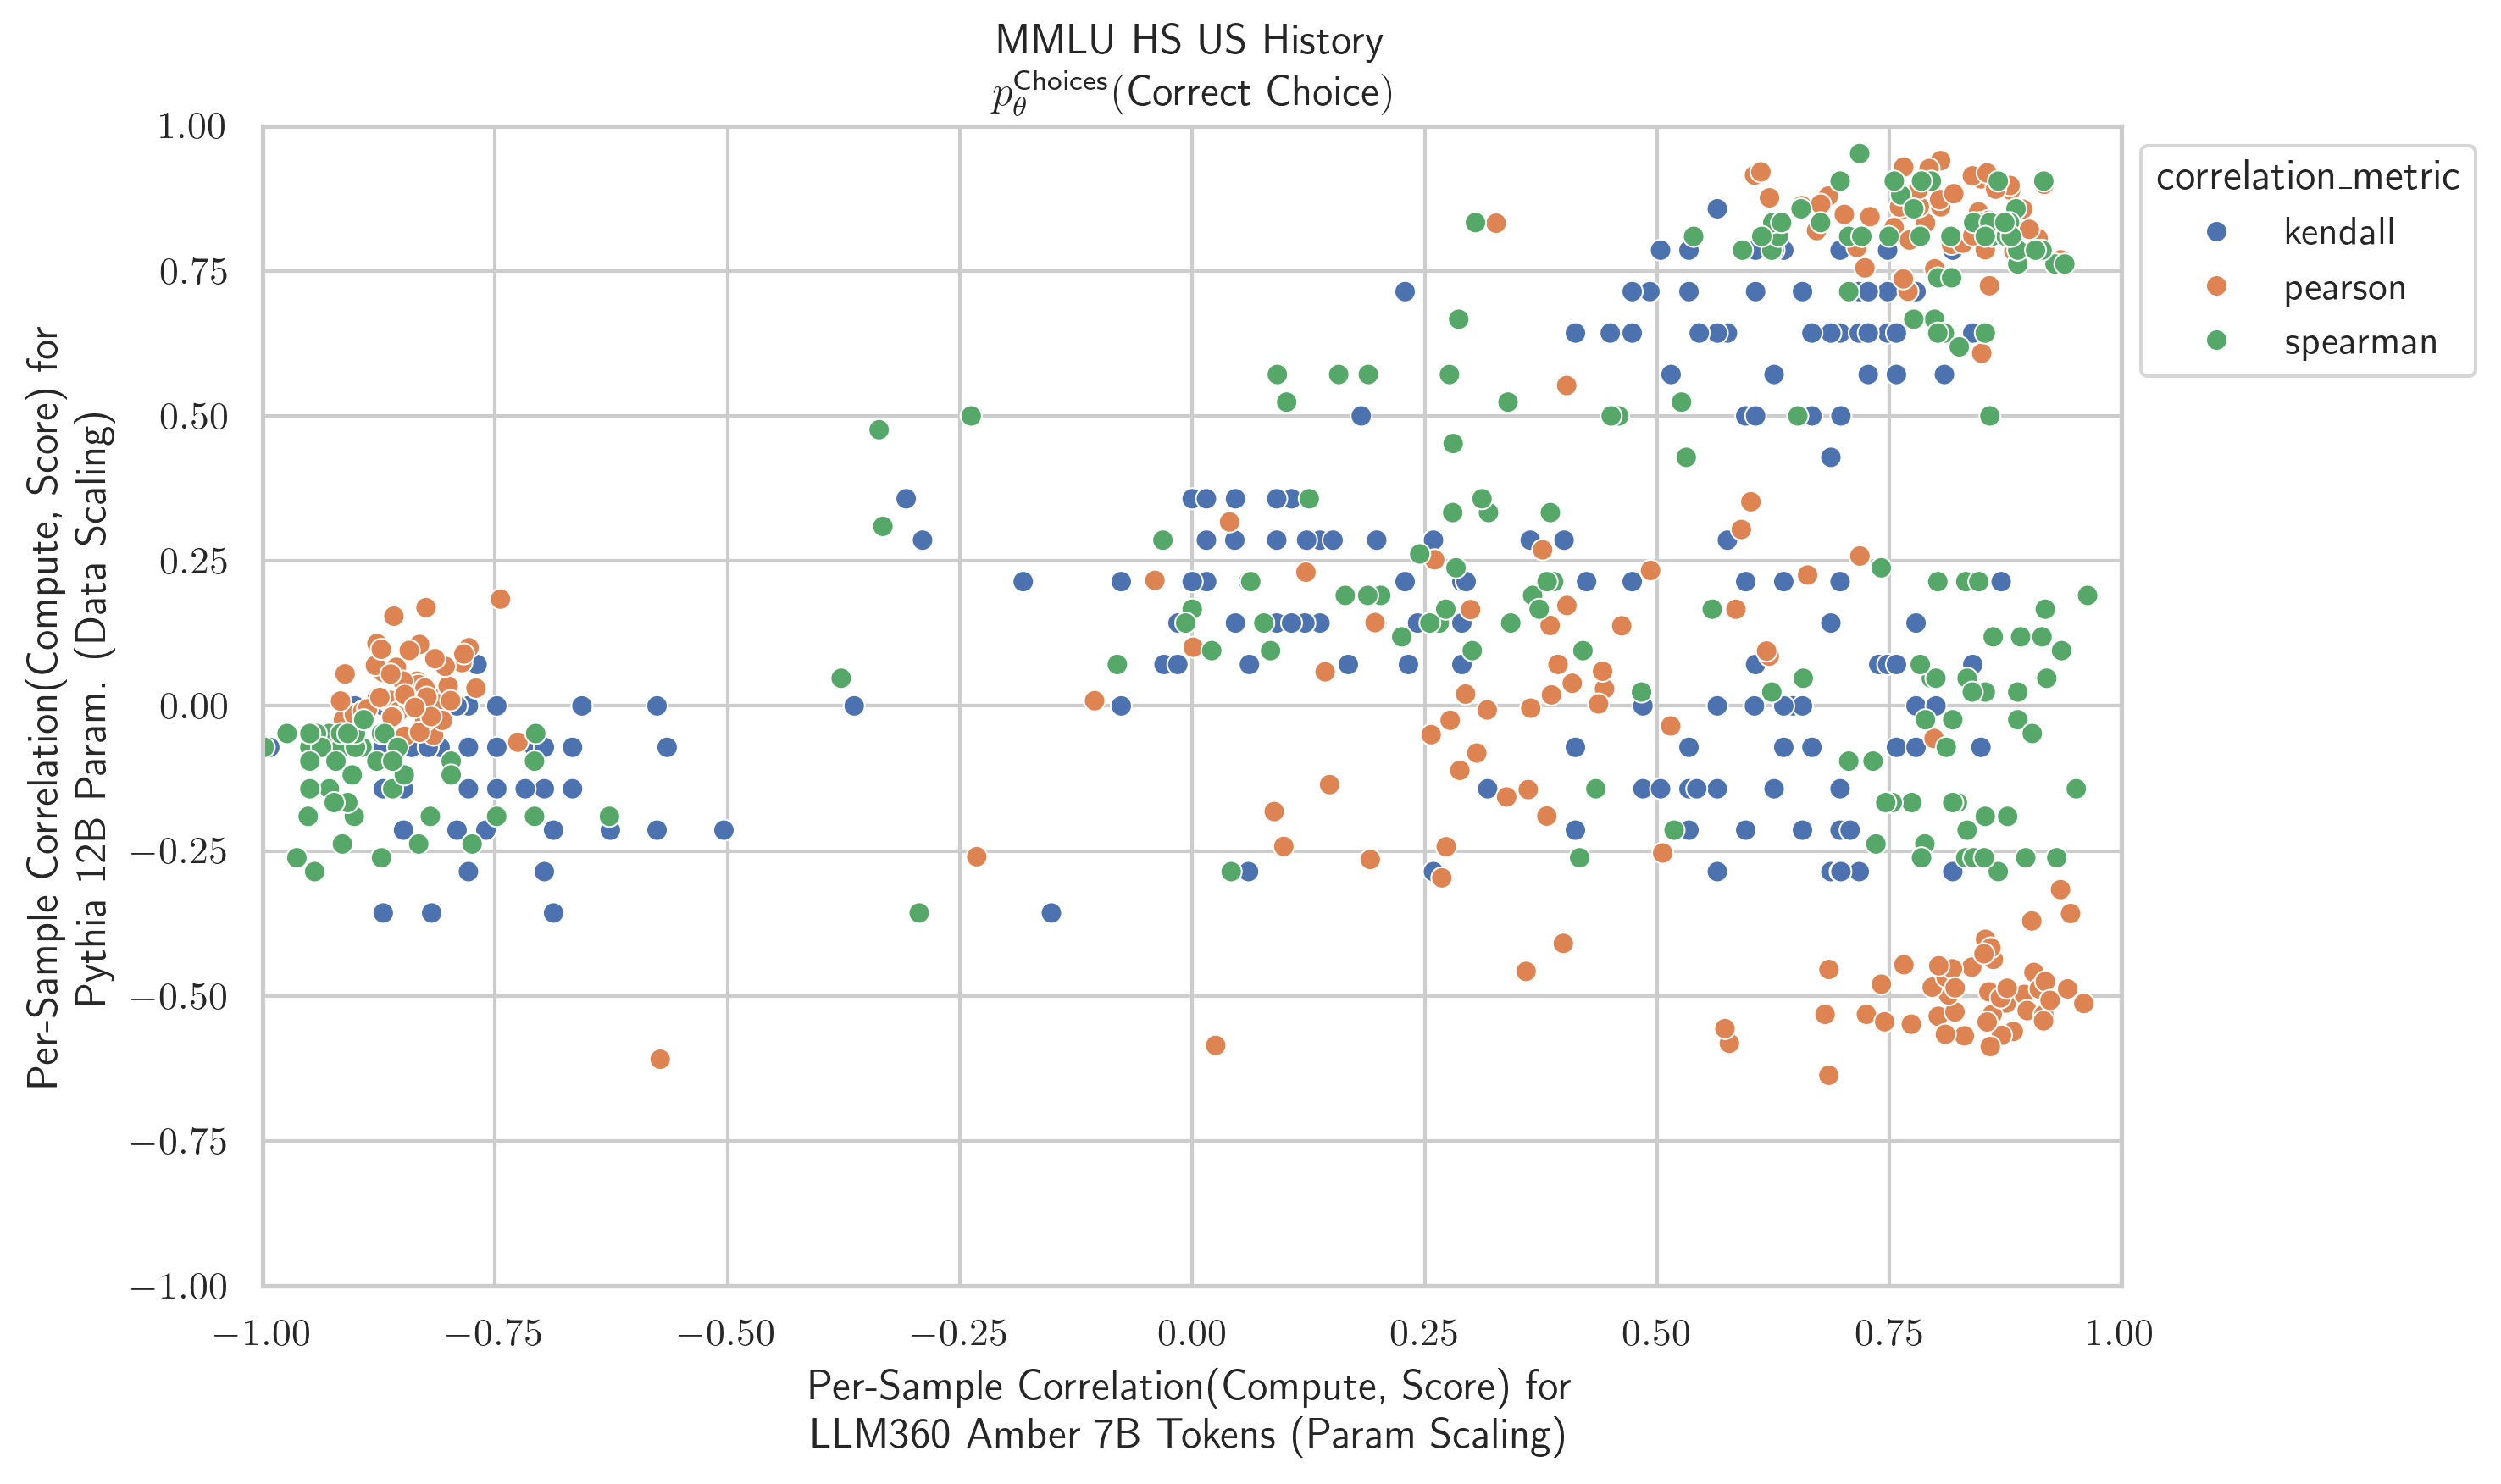 MMLU HS US History
p_θ^Choices(Correct Choice)
1.00
0.75
0.50
0.25
0.00
−0.25
−0.50
−0.75
−1.00
Per-Sample Correlation(Compute, Score) for
Pythia 12B Param. (Data Scaling)
correlation_metric
kendall
pearson
spearman
−1.00 −0.75 −0.50 −0.25 0.00 0.25 0.50 0.75 1.00
Per-Sample Correlation(Compute, Score) for
LLM360 Amber 7B Tokens (Param Scaling)